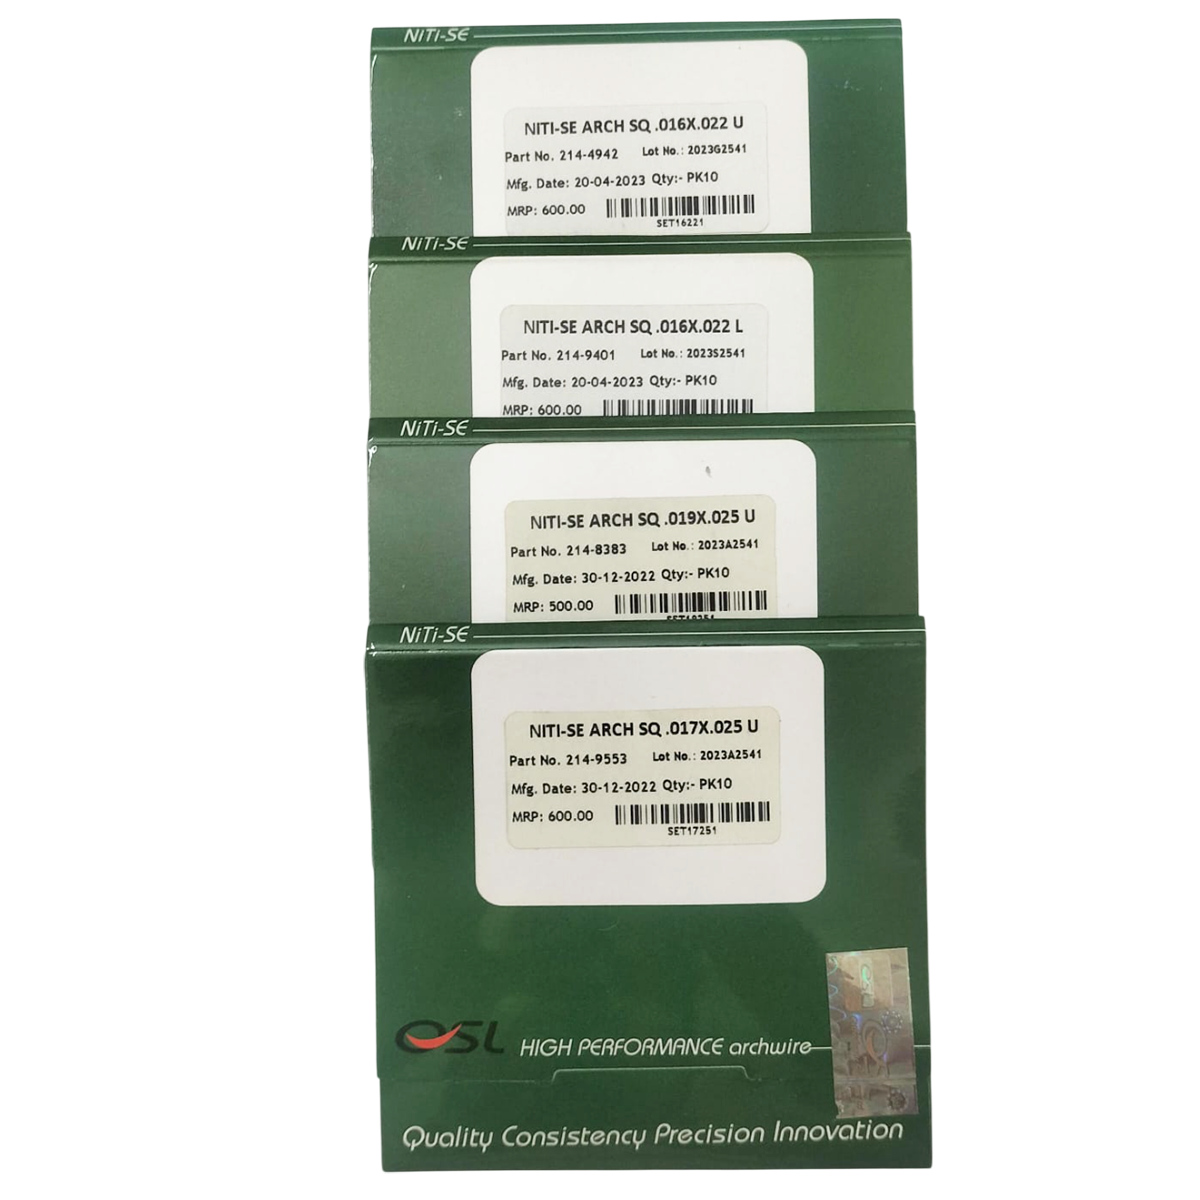 NiTi-SE
NITI-SE ARCH SQ .016X.022 U
Part No. 214-4942 Lot No.: 2023G2541
Mfg. Date: 20-04-2023 Qty:- PK10
MRP: 600.00
SET16221
NiTi-SE
NITI-SE ARCH SQ .016X.022 L
Part No. 214-9401 Lot No.: 2023S2541
Mfg. Date: 20-04-2023 Qty:- PK10
MRP: 600.00
NiTi-SE
NITI-SE ARCH SQ .019X.025 U
Part No. 214-8383 Lot No.: 2023A2541
Mfg. Date: 30-12-2022 Qty:- PK10
MRP: 500.00
NiTi-SE
NITI-SE ARCH SQ .017X.025 U
Part No. 214-9553 Lot No.: 2023A2541
Mfg. Date: 30-12-2022 Qty:- PK10
MRP: 600.00
SET17251
OSL HIGH PERFORMANCE archwire
Quality Consistency Precision Innovation